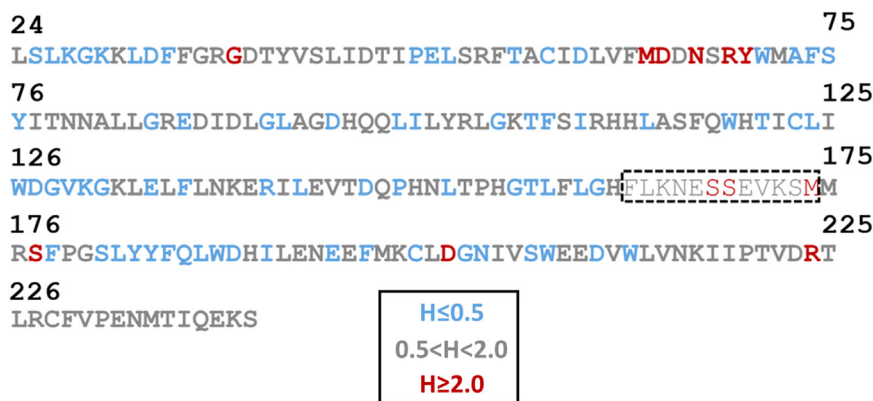 24 75
LSLKGKKLDFFGRGDTYVSLIDTIPELSRFTACIDLVFMDDNSRYWMAFS
76 125
YITNNALLGREDIDLGLAGDHQQLILYRLGKTFSIRHHLASFQWHTICLI
126 175
WDGVKGKLELFLNKERILEVTDQPHNLTPHGTLFLGHFLKNESSEVKSMM
176 225
RSFPGSLYYFQLWDHILENEEFMKCLDGNIVSWEEDVWLVNKIIPTVDRT
226
LRCFVPENMTIQEKS
H≤0.5
0.5<H<2.0
H≥2.0